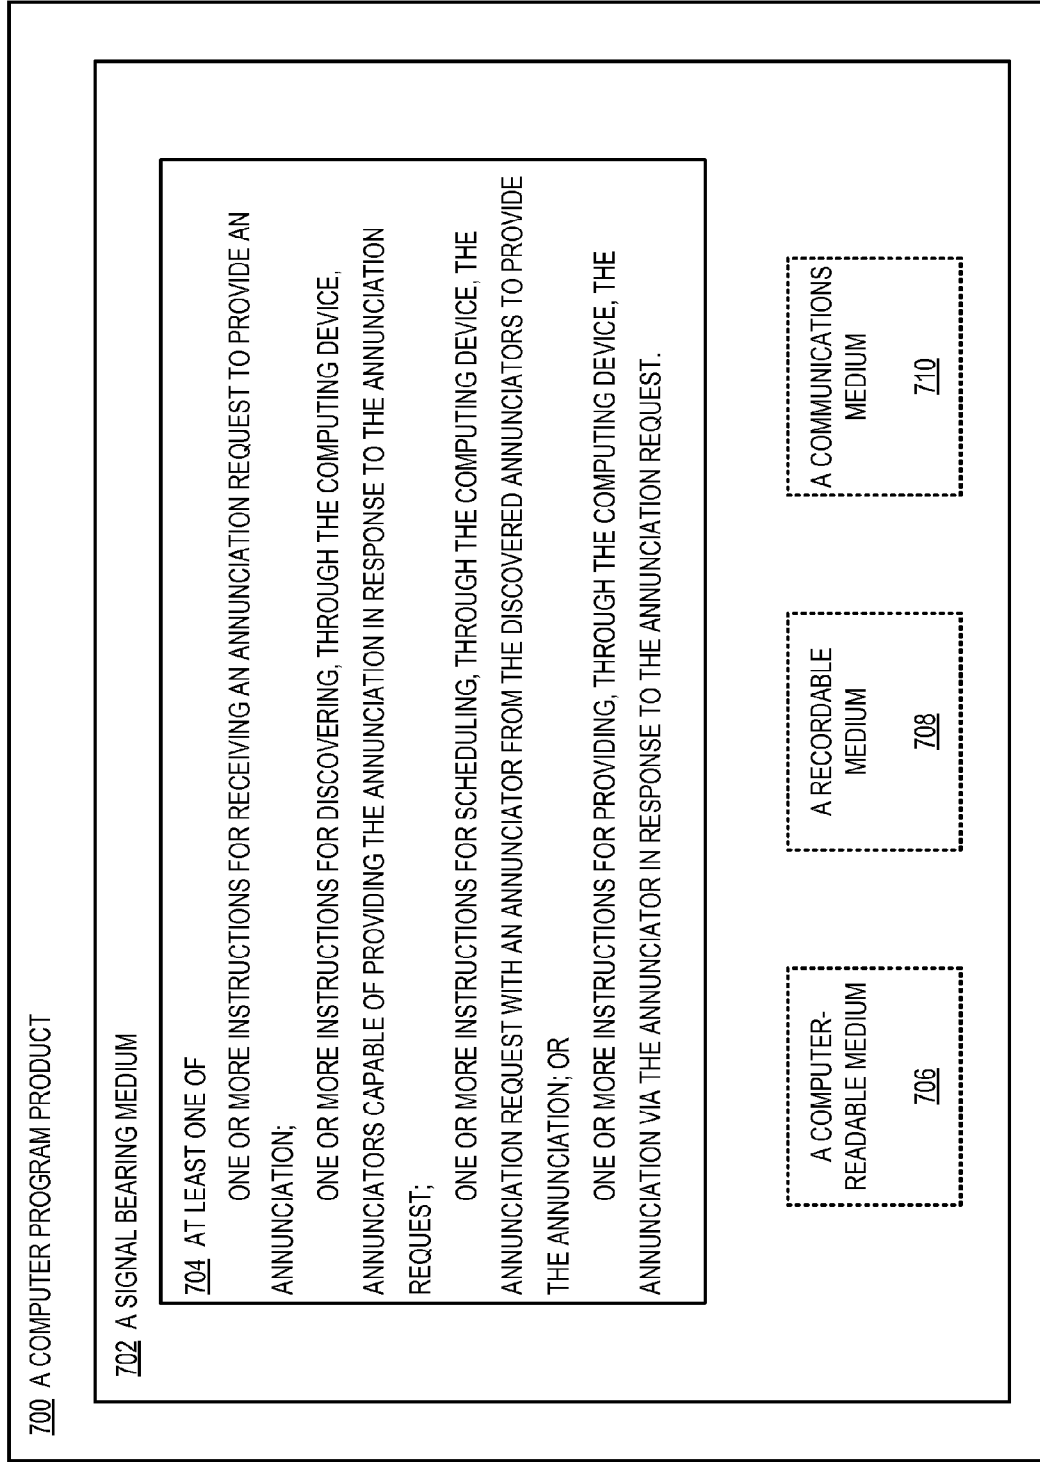 700 A COMPUTER PROGRAM PRODUCT
702 A SIGNAL BEARING MEDIUM
704 AT LEAST ONE OF
ONE OR MORE INSTRUCTIONS FOR RECEIVING AN ANNUNCIATION REQUEST TO PROVIDE AN
ANNUNCIATION;
ONE OR MORE INSTRUCTIONS FOR DISCOVERING, THROUGH THE COMPUTING DEVICE,
ANNUNCIATORS CAPABLE OF PROVIDING THE ANNUNCIATION IN RESPONSE TO THE ANNUNCIATION
REQUEST;
ONE OR MORE INSTRUCTIONS FOR SCHEDULING, THROUGH THE COMPUTING DEVICE, THE
ANNUNCIATION REQUEST WITH AN ANNUNCIATOR FROM THE DISCOVERED ANNUNCIATORS TO PROVIDE
THE ANNUNCIATION; OR
ONE OR MORE INSTRUCTIONS FOR PROVIDING, THROUGH THE COMPUTING DEVICE, THE
ANNUNCIATION VIA THE ANNUNCIATOR IN RESPONSE TO THE ANNUNCIATION REQUEST.
A COMPUTER-
READABLE MEDIUM
706
A RECORDABLE
MEDIUM
708
A COMMUNICATIONS
MEDIUM
710